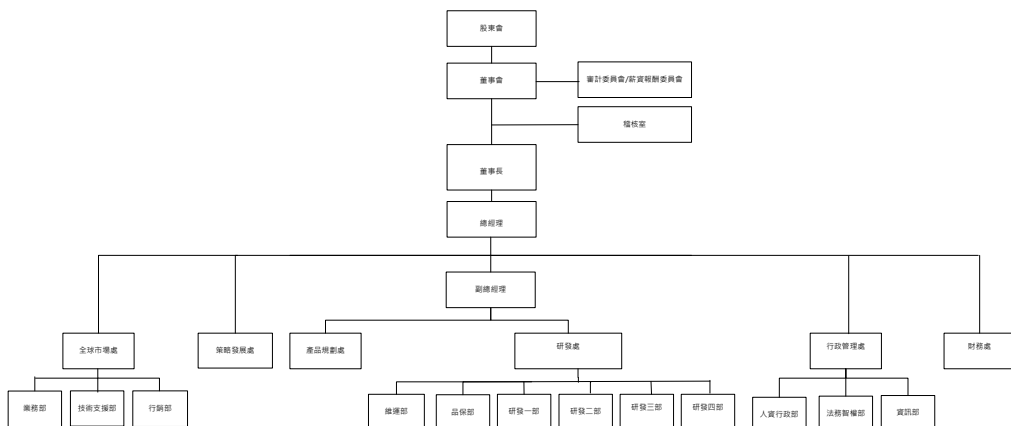 股東會
董事會
審計委員會/薪資報酬委員會
稽核室
董事長
總經理
副總經理
全球市場處
策略發展處
產品規劃處
研發處
行政管理處
財務處
業務部
技術支援部
行銷部
維運部
品保部
研發一部
研發二部
研發三部
研發四部
人資行政部
法務智權部
資訊部